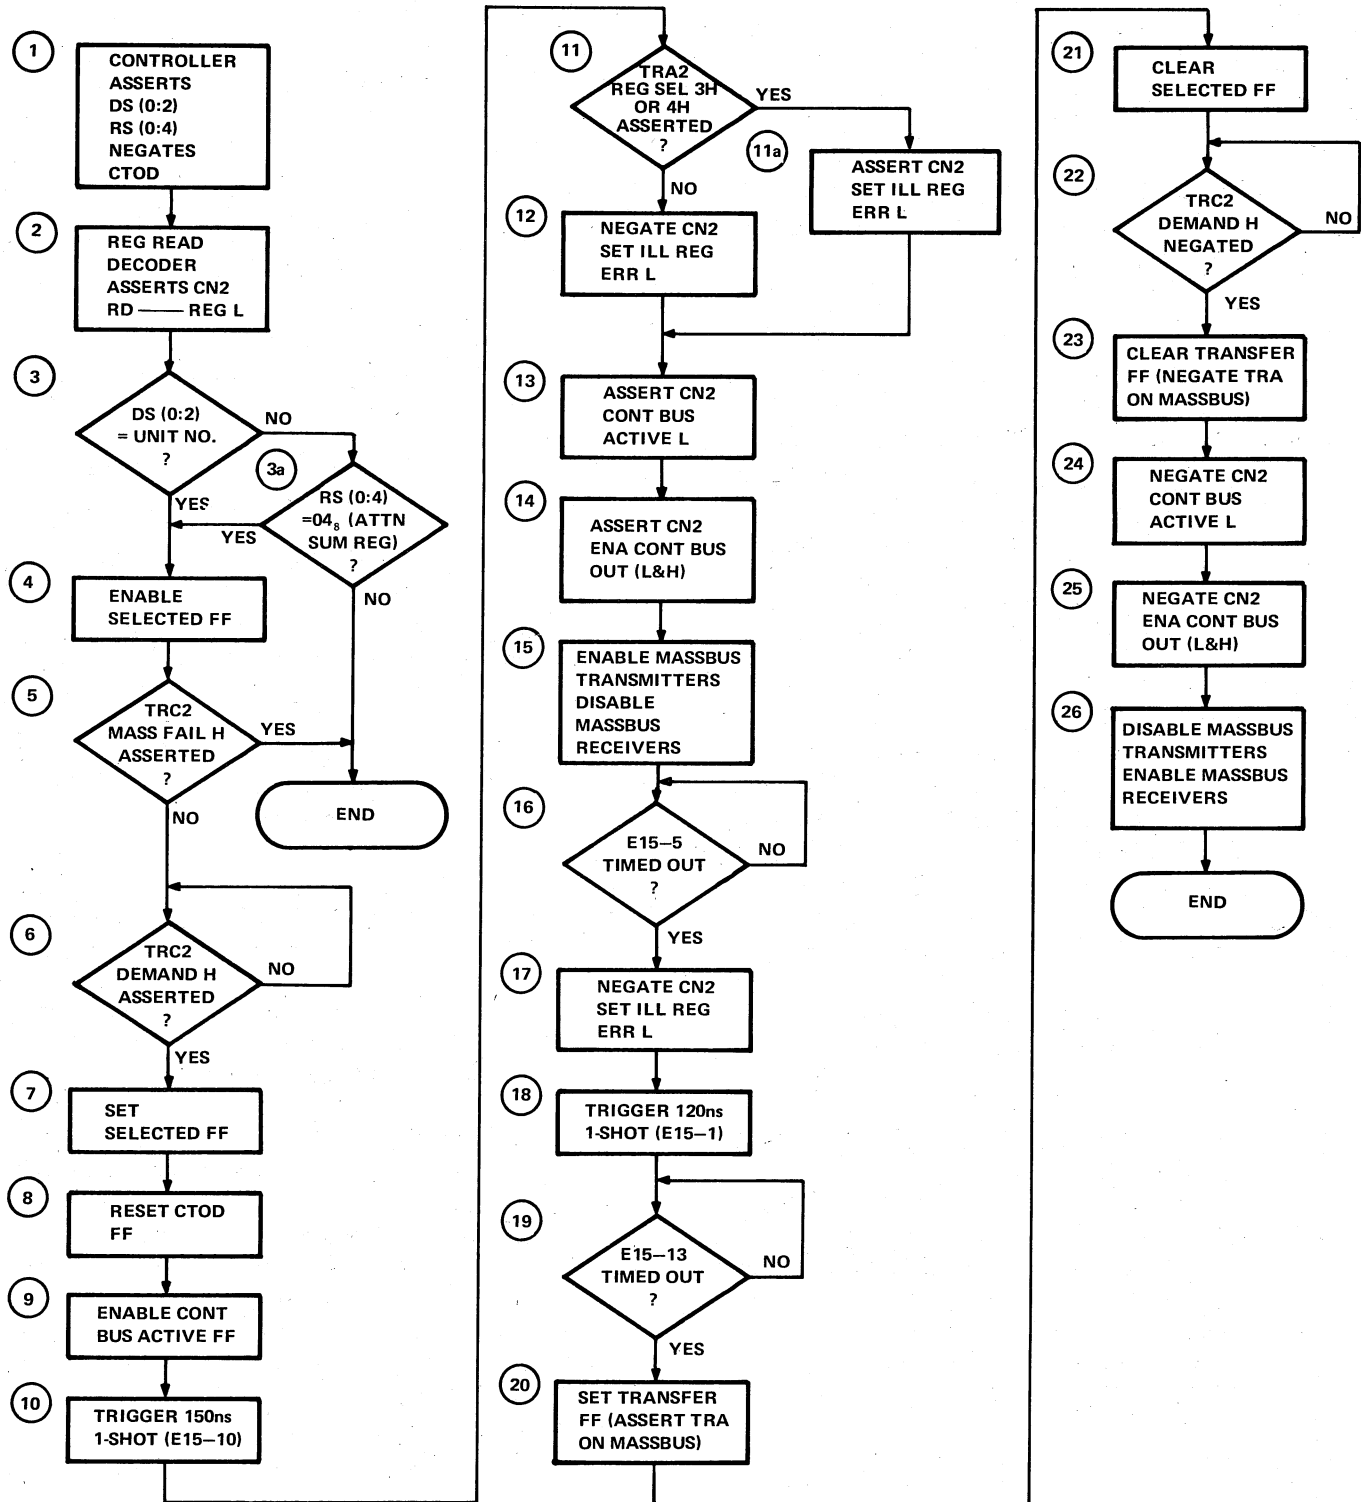 1
CONTROLLER
ASSERTS
DS (0:2)
RS (0:4)
NEGATES
CTOD
2
REG READ
DECODER
ASSERTS CN2
RD —— REG L
3
DS (0:2)
= UNIT NO.
?
NO
YES
3a
RS (0:4)
=04₈ (ATTN
SUM REG)
?
YES
NO
4
ENABLE
SELECTED FF
5
TRC2
MASS FAIL H
ASSERTED
?
YES
NO
END
6
TRC2
DEMAND H
ASSERTED
?
NO
YES
7
SET
SELECTED FF
8
RESET CTOD
FF
9
ENABLE CONT
BUS ACTIVE FF
10
TRIGGER 150ns
1-SHOT (E15–10)
11
TRA2
REG SEL 3H
OR 4H
ASSERTED
?
YES
NO
11a
ASSERT CN2
SET ILL REG
ERR L
12
NEGATE CN2
SET ILL REG
ERR L
13
ASSERT CN2
CONT BUS
ACTIVE L
14
ASSERT CN2
ENA CONT BUS
OUT (L&H)
15
ENABLE MASSBUS
TRANSMITTERS
DISABLE
MASSBUS
RECEIVERS
16
E15–5
TIMED OUT
?
NO
YES
17
NEGATE CN2
SET ILL REG
ERR L
18
TRIGGER 120ns
1-SHOT (E15–1)
19
E15–13
TIMED OUT
?
NO
YES
20
SET TRANSFER
FF (ASSERT TRA
ON MASSBUS)
21
CLEAR
SELECTED FF
22
TRC2
DEMAND H
NEGATED
?
NO
YES
23
CLEAR TRANSFER
FF (NEGATE TRA
ON MASSBUS)
24
NEGATE CN2
CONT BUS
ACTIVE L
25
NEGATE CN2
ENA CONT BUS
OUT (L&H)
26
DISABLE MASSBUS
TRANSMITTERS
ENABLE MASSBUS
RECEIVERS
END